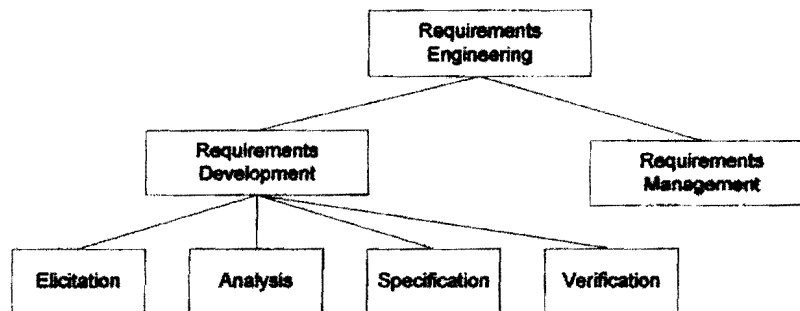 Requirements
Engineering
Requirements
Development
Requirements
Management
Elicitation
Analysis
Specification
Verification